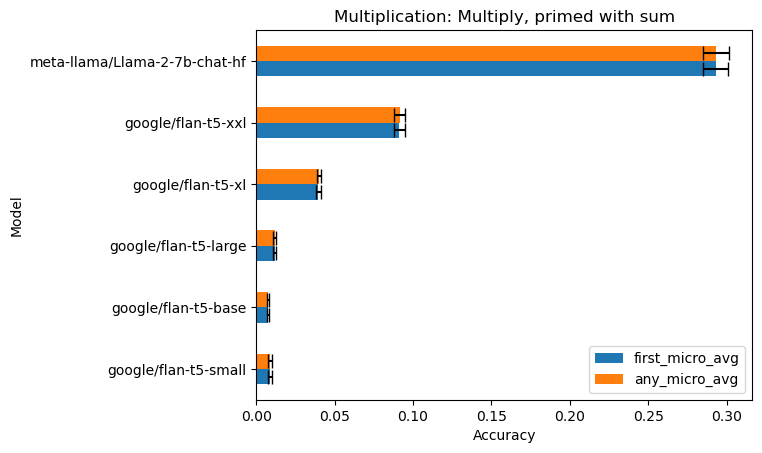 Multiplication: Multiply, primed with sum
Model
meta-llama/Llama-2-7b-chat-hf
google/flan-t5-xxl
google/flan-t5-xl
google/flan-t5-large
google/flan-t5-base
google/flan-t5-small
first_micro_avg
any_micro_avg
0.00 0.05 0.10 0.15 0.20 0.25 0.30
Accuracy